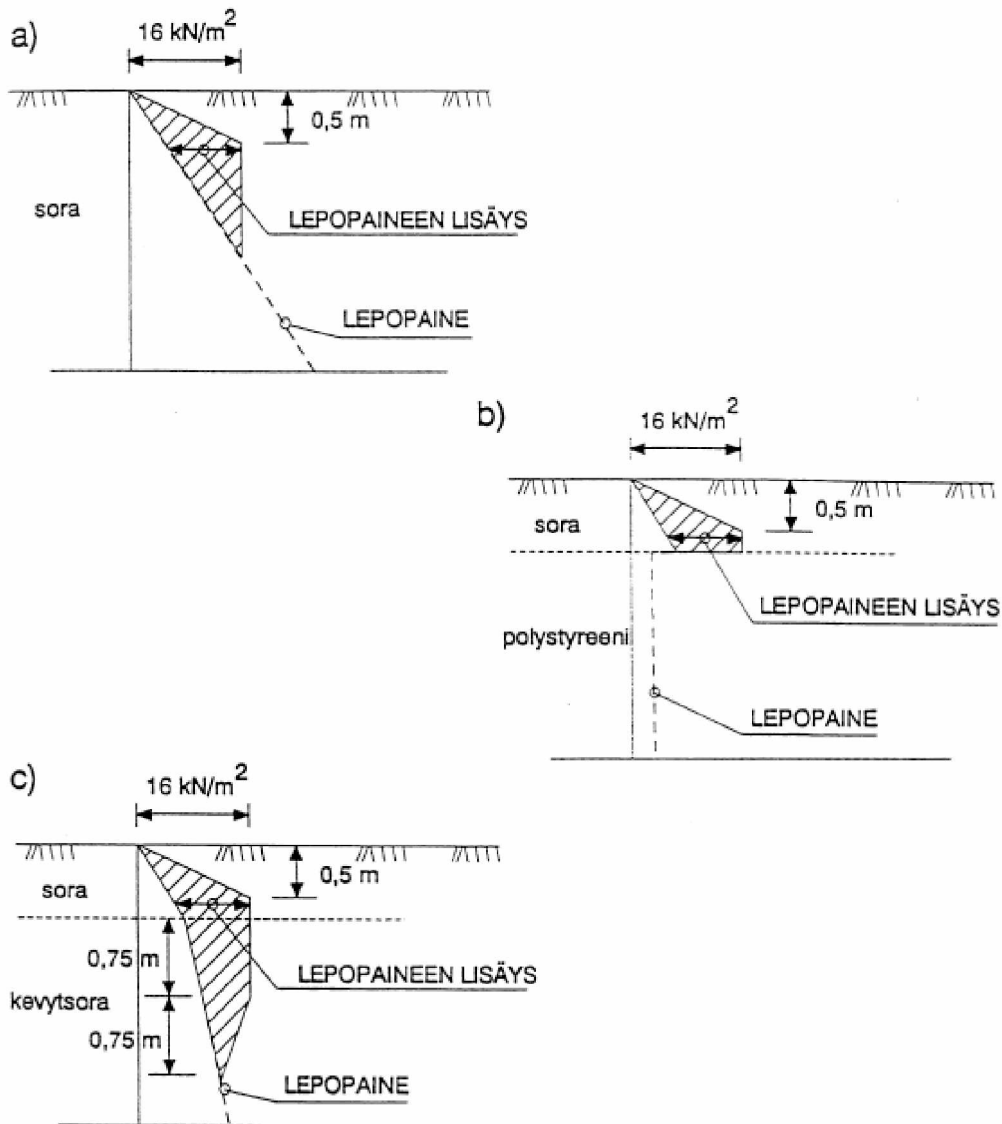 a)
16 kN/m²
0,5 m
sora
LEPOPAINEEN LISÄYS
LEPOPAINE
b)
16 kN/m²
sora
0,5 m
LEPOPAINEEN LISÄYS
polystyreeni
LEPOPAINE
c)
16 kN/m²
sora
0,5 m
0,75 m
LEPOPAINEEN LISÄYS
kevytsora
0,75 m
LEPOPAINE